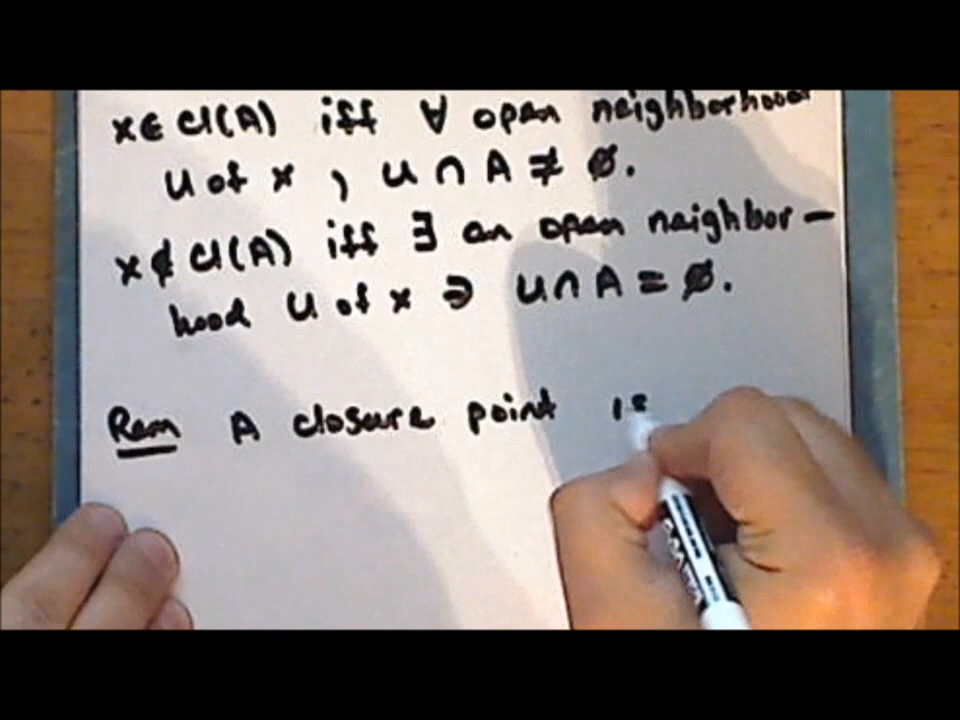 x ∈ Cl(A) iff ∀ open neighborhood
U of x , U ∩ A ≠ ∅.
x ∉ Cl(A) iff ∃ an open neighbor-
hood U of x ∋ U ∩ A = ∅.
Rem A closure point is